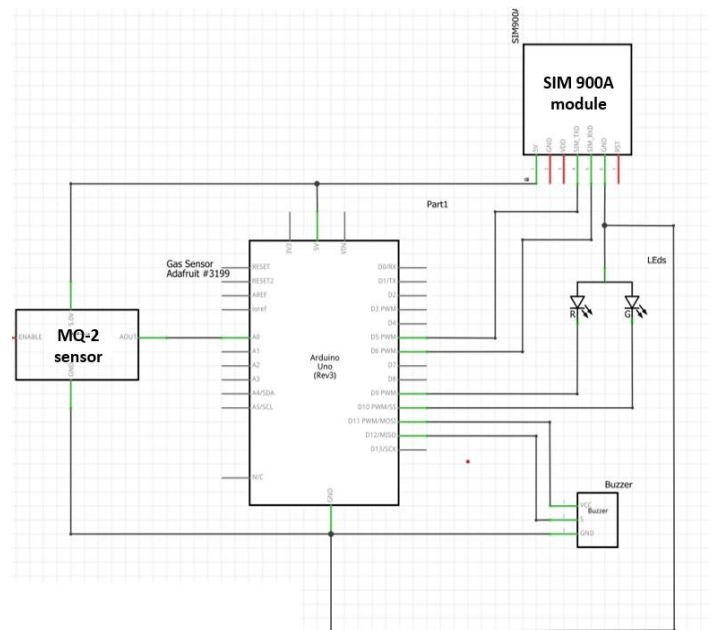 SIM900A
SIM 900A
module
5V
GND
VDD
SIM_TXD
SIM_RXD
GND
RST
Part1
LEds
Gas Sensor
Adafruit #3199
3V3
5V
VIN
RESET
RESET2
AREF
ioref
A0
A1
A2
A3
A4/SDA
A5/SCL
N/C
D0/RX
D1/TX
D2
D3 PWM
D4
D5 PWM
D6 PWM
D7
D8
D9 PWM
D10 PWM/SS
D11 PWM/MOSI
D12/MISO
D13/SCK
Arduino
Uno
(Rev3)
GND
ENABLE
5.0V
MQ-2
sensor
AOUT
GND
R
G
Buzzer
VCC
Buzzer
S
GND